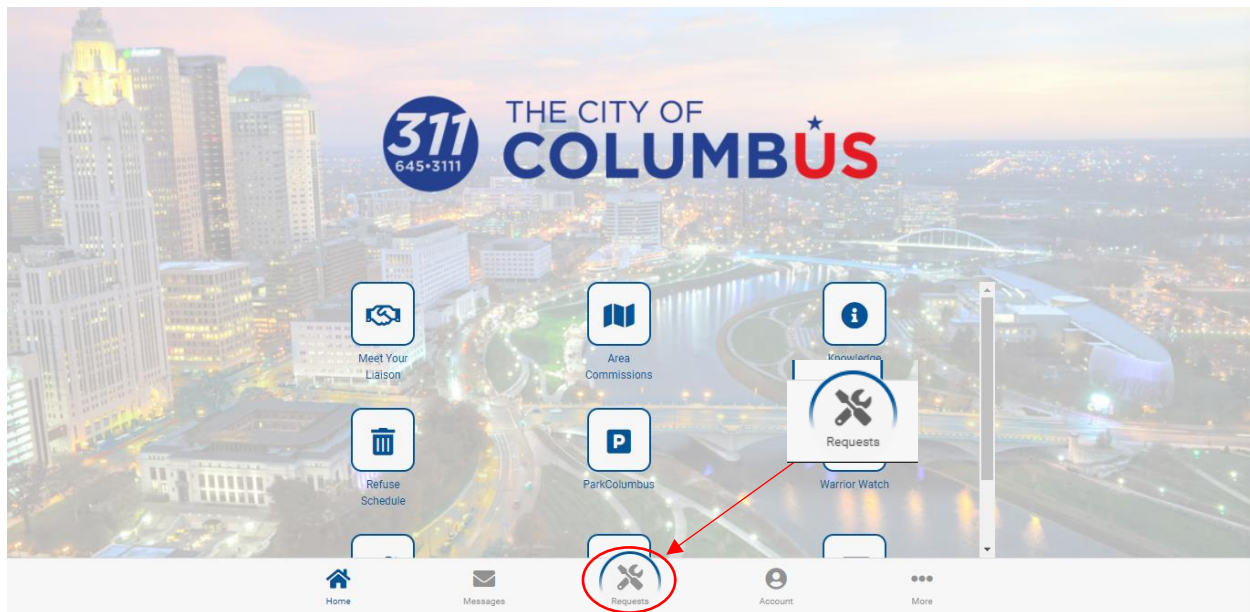 311
645•3111
THE CITY OF
COLUMBUS
Meet Your
Liaison
Area
Commissions
Knowledge
Requests
Refuse
Schedule
P
ParkColumbus
Warrior Watch
Home
Messages
Requests
Account
More